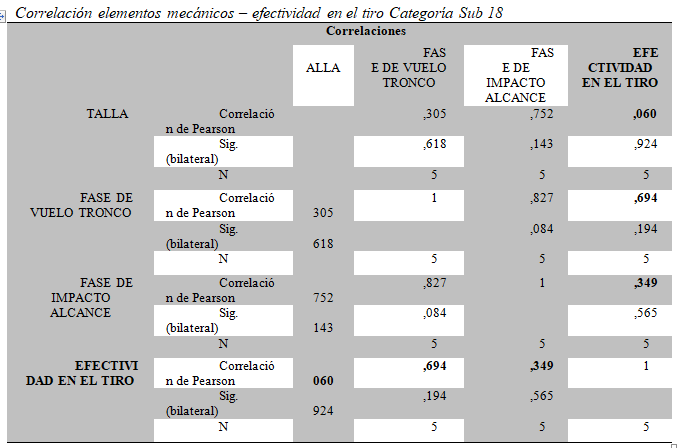 Correlación elementos mecánicos – efectividad en el tiro Categoría Sub 18
Correlaciones
ALLA
FAS
E DE VUELO
TRONCO
FAS
E DE
IMPACTO
ALCANCE
EFE
CTIVIDAD
EN EL TIRO
TALLA
Correlació
n de Pearson
,305 ,752 ,060
Sig.
(bilateral)
,618 ,143 ,924
N 5 5 5
FASE DE
VUELO TRONCO
Correlació
n de Pearson
305 1 ,827 ,694
Sig.
(bilateral)
618 ,084 ,194
N 5 5 5
FASE DE
IMPACTO
ALCANCE
Correlació
n de Pearson
752 ,827 1 ,349
Sig.
(bilateral)
143 ,084 ,565
N 5 5 5
EFECTIVI
DAD EN EL TIRO
Correlació
n de Pearson
060 ,694 ,349 1
Sig.
(bilateral)
924 ,194 ,565
N 5 5 5